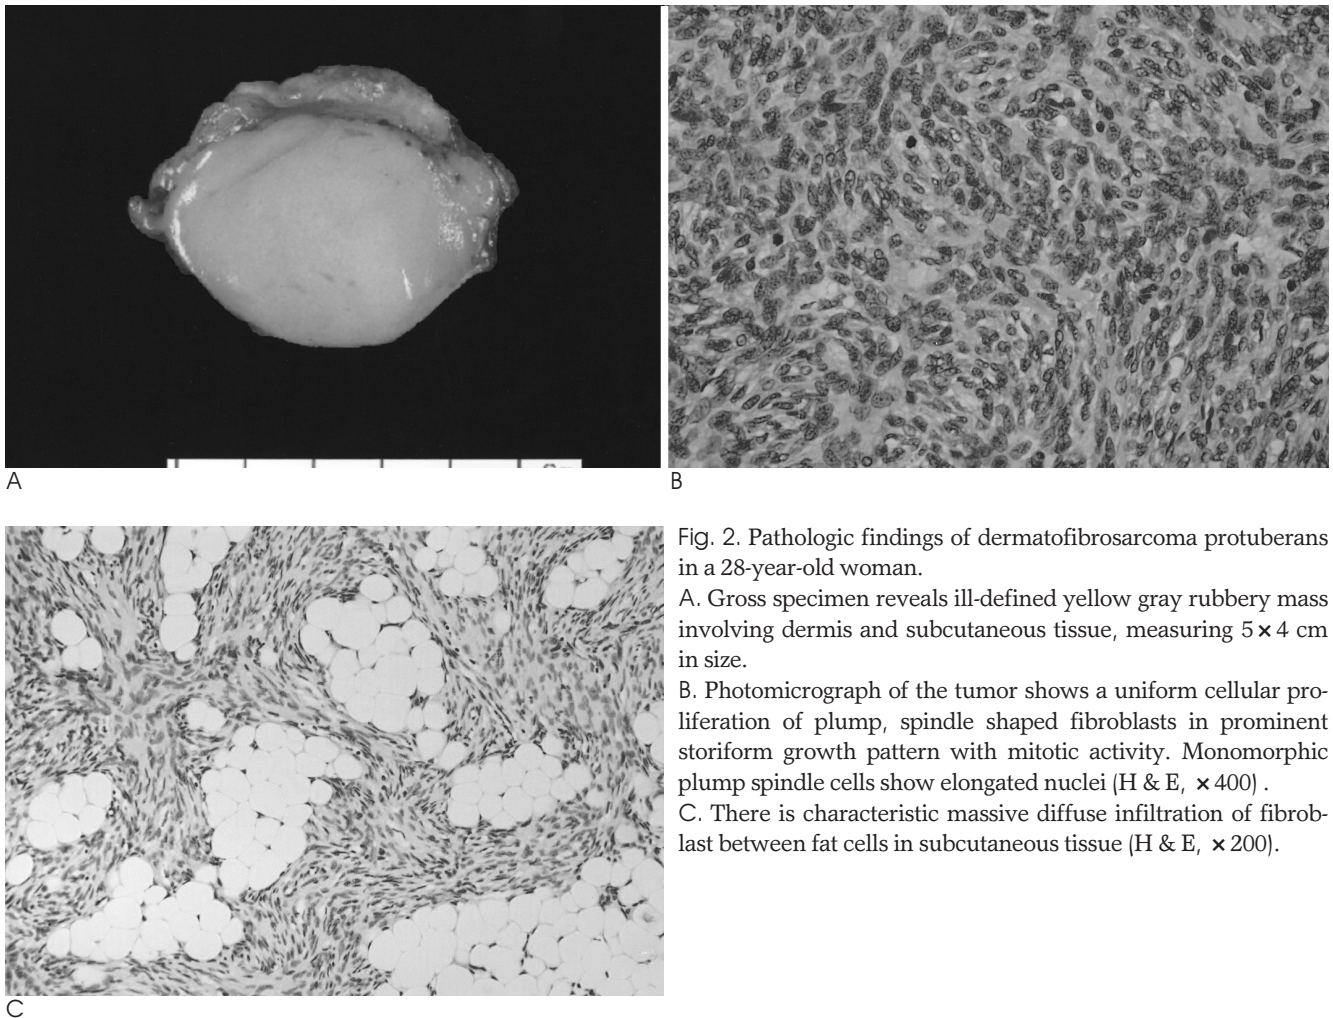 A
B
C
Fig. 2. Pathologic findings of dermatofibrosarcoma protuberans
in a 28-year-old woman.
A. Gross specimen reveals ill-defined yellow gray rubbery mass
involving dermis and subcutaneous tissue, measuring 5 × 4 cm
in size.
B. Photomicrograph of the tumor shows a uniform cellular pro-
liferation of plump, spindle shaped fibroblasts in prominent
storiform growth pattern with mitotic activity. Monomorphic
plump spindle cells show elongated nuclei (H & E, × 400) .
C. There is characteristic massive diffuse infiltration of fibrob-
last between fat cells in subcutaneous tissue (H & E, × 200).